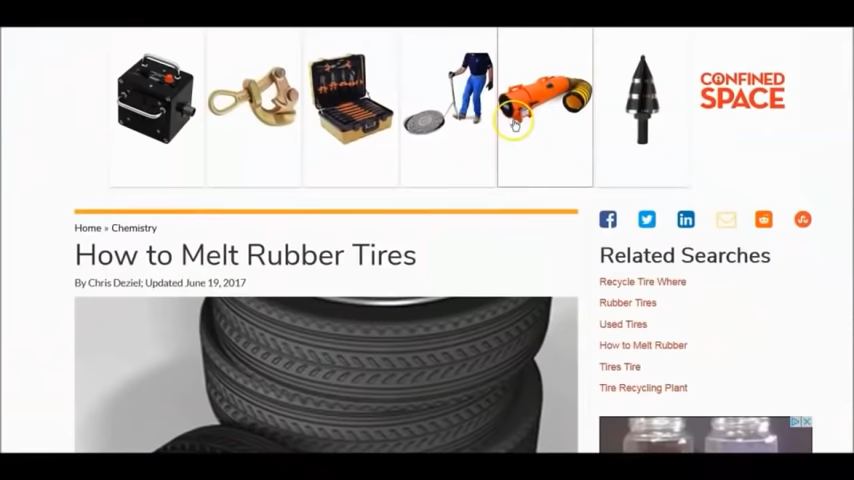 CONFINED
SPACE
Home » Chemistry
How to Melt Rubber Tires
By Chris Deziel; Updated June 19, 2017
Related Searches
Recycle Tire Where
Rubber Tires
Used Tires
How to Melt Rubber
Tires Tire
Tire Recycling Plant